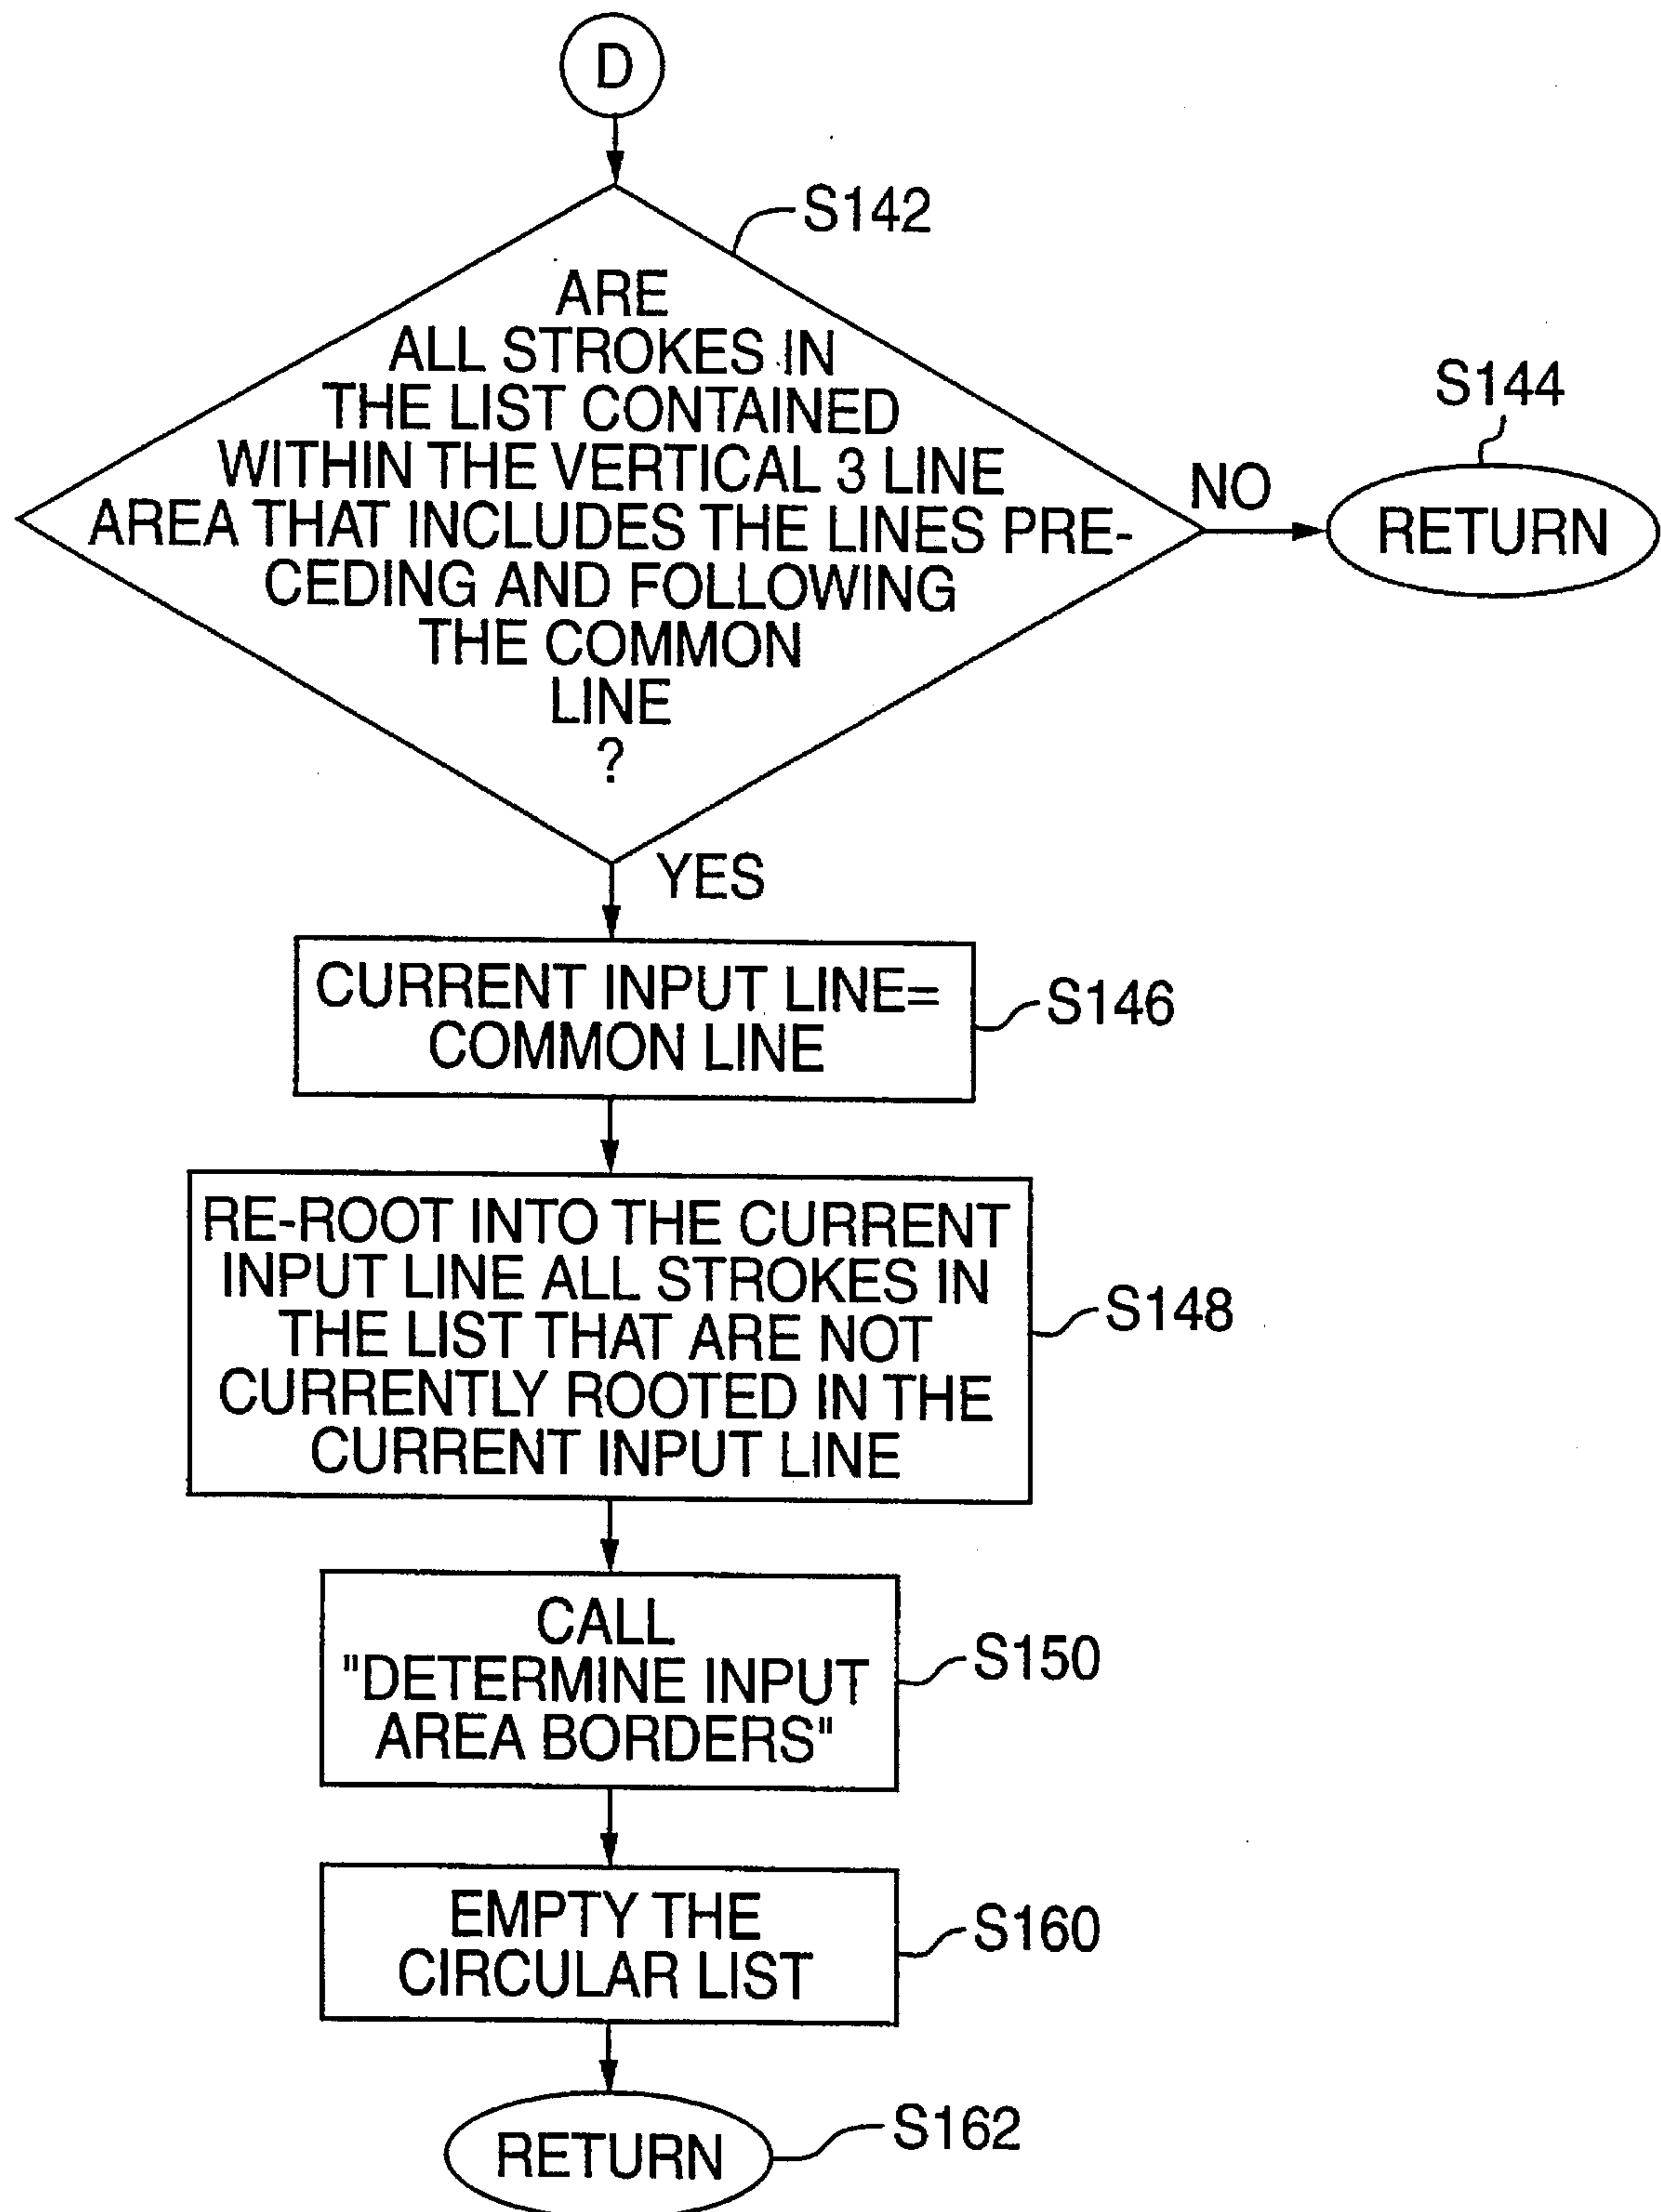 D
S142
ARE
ALL STROKES IN
THE LIST CONTAINED
WITHIN THE VERTICAL 3 LINE
AREA THAT INCLUDES THE LINES PRE-
CEDING AND FOLLOWING
THE COMMON
LINE
?
NO
S144
RETURN
YES
CURRENT INPUT LINE=
COMMON LINE
S146
RE-ROOT INTO THE CURRENT
INPUT LINE ALL STROKES IN
THE LIST THAT ARE NOT
CURRENTLY ROOTED IN THE
CURRENT INPUT LINE
S148
CALL
"DETERMINE INPUT
AREA BORDERS"
S150
EMPTY THE
CIRCULAR LIST
S160
RETURN
S162